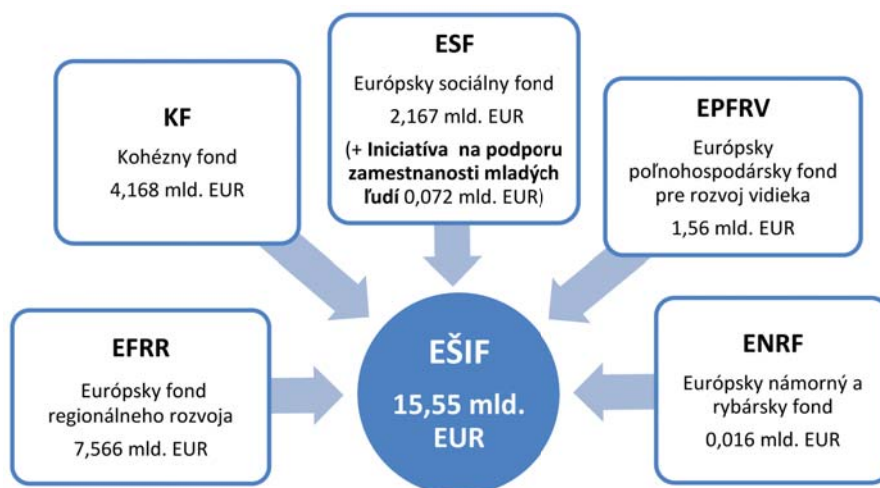 KF
Kohézny fond
4,168 mld. EUR
ESF
Európsky sociálny fond
2,167 mld. EUR
(+ Iniciatíva na podporu
zamestnanosti mladých
ľudí 0,072 mld. EUR)
EPFRV
Európsky
poľnohospodársky fond
pre rozvoj vidieka
1,56 mld. EUR
EFRR
Európsky fond
regionálneho rozvoja
7,566 mld. EUR
EŠIF
15,55 mld.
EUR
ENRF
Európsky námorný a
rybársky fond
0,016 mld. EUR